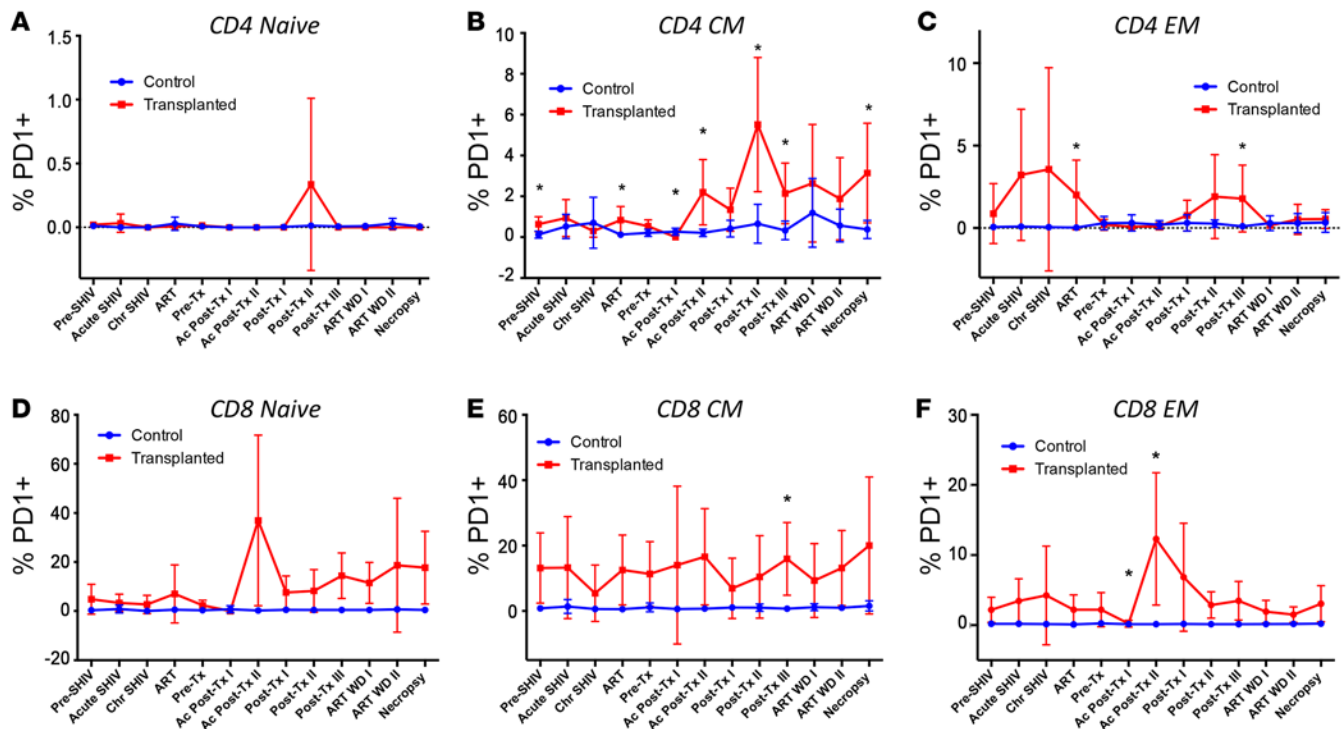 A
CD4 Naive
% PD1+
1.5
1.0
0.5
0.0
Control
Transplanted
Pre-SHIV
Acute SHIV
Chr SHIV
ART
Pre-Tx
Ac Post-Tx I
Ac Post-Tx II
Post-Tx I
Post-Tx II
Post-Tx III
ART WD I
ART WD II
Necropsy
B
CD4 CM
% PD1+
10
8
6
4
2
0
-2
Control
Transplanted
*
*
*
*
*
*
*
Pre-SHIV
Acute SHIV
Chr SHIV
ART
Pre-Tx
Ac Post-Tx I
Ac Post-Tx II
Post-Tx I
Post-Tx II
Post-Tx III
ART WD I
ART WD II
Necropsy
C
CD4 EM
% PD1+
10
5
0
Control
Transplanted
*
*
Pre-SHIV
Acute SHIV
Chr SHIV
ART
Pre-Tx
Ac Post-Tx I
Ac Post-Tx II
Post-Tx I
Post-Tx II
Post-Tx III
ART WD I
ART WD II
Necropsy
D
CD8 Naive
% PD1+
80
60
40
20
0
-20
Control
Transplanted
Pre-SHIV
Acute SHIV
Chr SHIV
ART
Pre-Tx
Ac Post-Tx I
Ac Post-Tx II
Post-Tx I
Post-Tx II
Post-Tx III
ART WD I
ART WD II
Necropsy
E
CD8 CM
% PD1+
60
40
20
0
Control
Transplanted
*
Pre-SHIV
Acute SHIV
Chr SHIV
ART
Pre-Tx
Ac Post-Tx I
Ac Post-Tx II
Post-Tx I
Post-Tx II
Post-Tx III
ART WD I
ART WD II
Necropsy
F
CD8 EM
% PD1+
30
20
10
0
Control
Transplanted
*
*
Pre-SHIV
Acute SHIV
Chr SHIV
ART
Pre-Tx
Ac Post-Tx I
Ac Post-Tx II
Post-Tx I
Post-Tx II
Post-Tx III
ART WD I
ART WD II
Necropsy